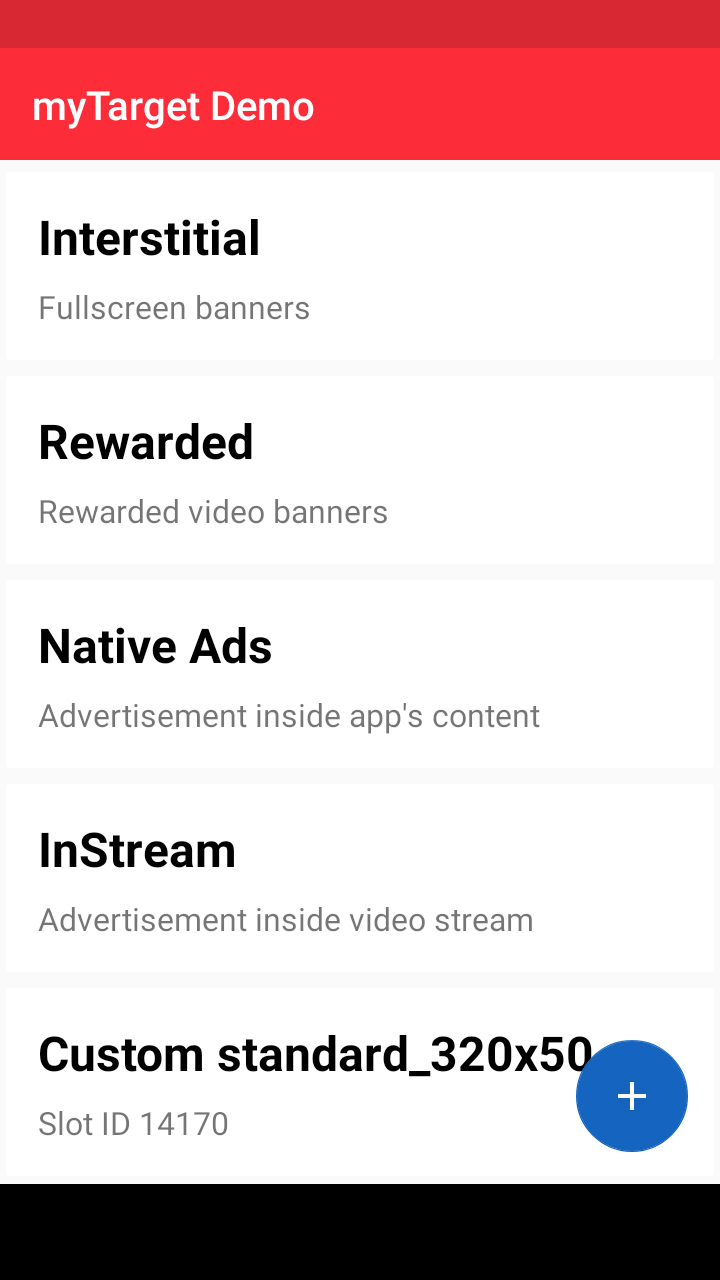 myTarget Demo
Interstitial
Fullscreen banners
Rewarded
Rewarded video banners
Native Ads
Advertisement inside app's content
InStream
Advertisement inside video stream
Custom standard_320x50
Slot ID 14170
+